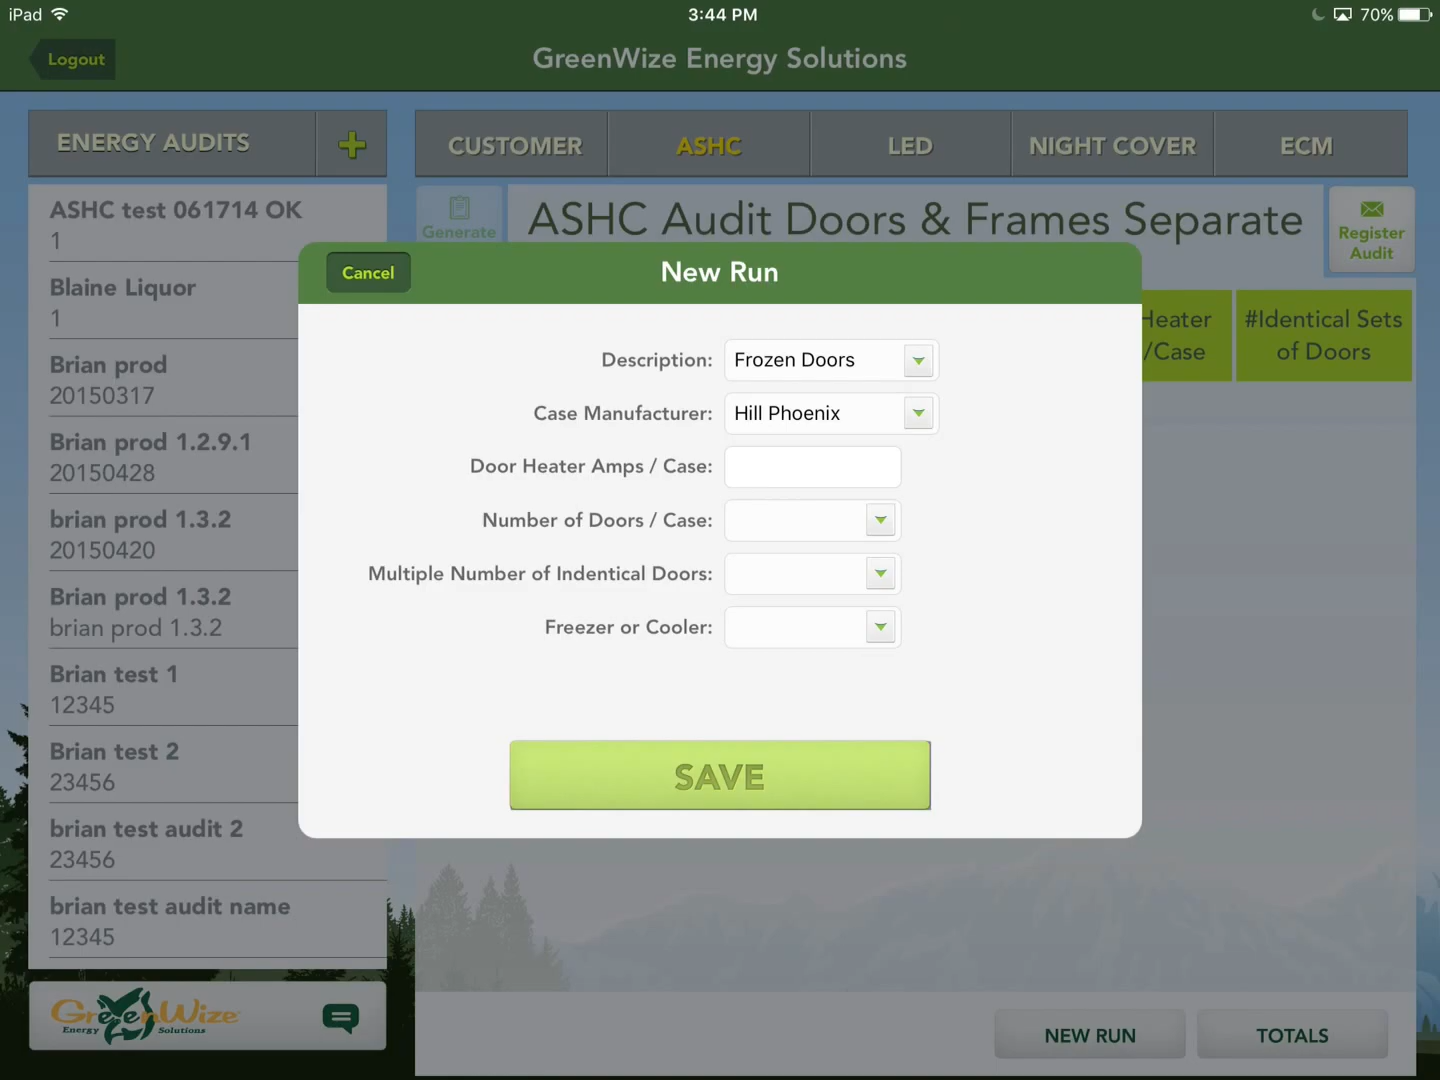 iPad
3:44 PM
70%
Logout
GreenWize Energy Solutions
ENERGY AUDITS
CUSTOMER
ASHC
LED
NIGHT COVER
ECM
ASHC test 061714 OK
1
Blaine Liquor
1
Brian prod
20150317
Brian prod 1.2.9.1
20150428
brian prod 1.3.2
20150420
Brian prod 1.3.2
brian prod 1.3.2
Brian test 1
12345
Brian test 2
23456
brian test audit 2
23456
brian test audit name
12345
GreenWize
Energy Solutions
Generate
ASHC Audit Doors & Frames Separate
Register
Audit
Heater
/Case
#Identical Sets
of Doors
Cancel
New Run
Description: Frozen Doors
Case Manufacturer: Hill Phoenix
Door Heater Amps / Case:
Number of Doors / Case:
Multiple Number of Indentical Doors:
Freezer or Cooler:
SAVE
NEW RUN
TOTALS